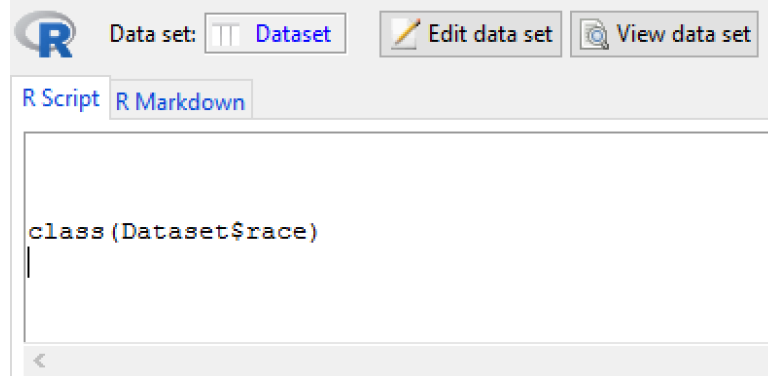 R Data set: Dataset Edit data set View data set
R Script R Markdown
class(Dataset$race)